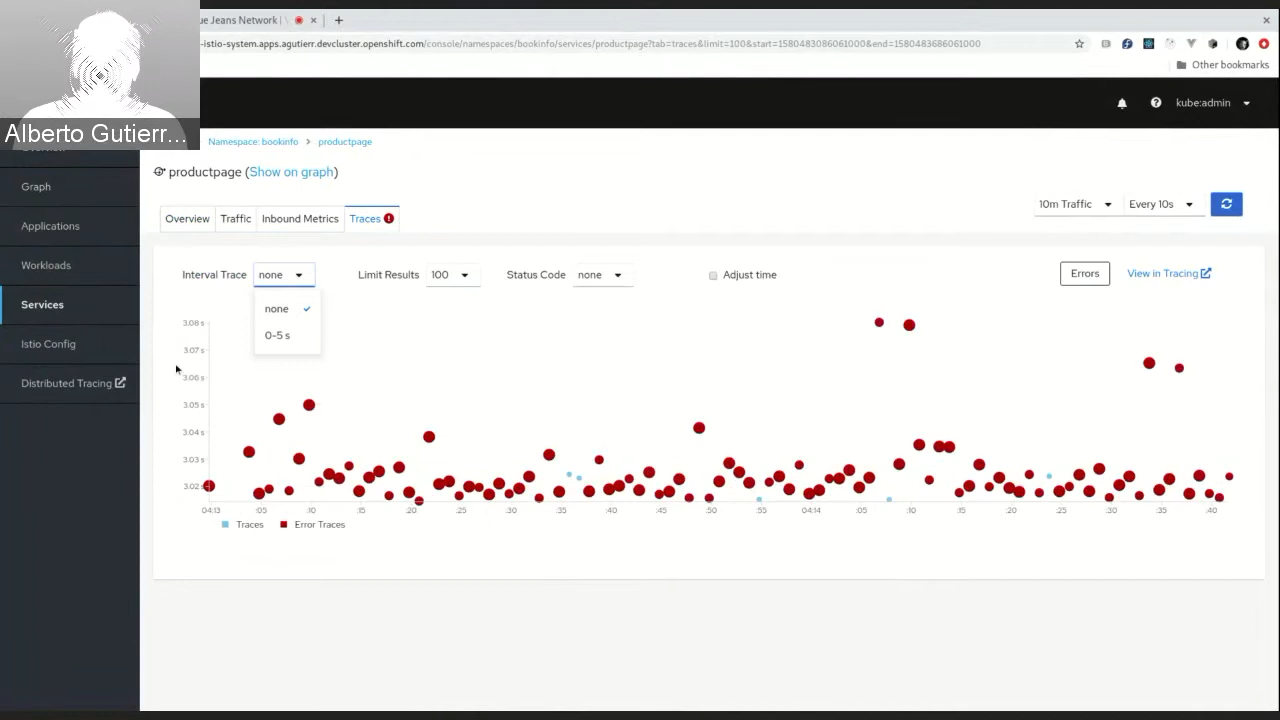 ue Jeans Network |
-istio-system.apps.agutierr.devcluster.openshift.com/console/namespaces/bookinfo/services/productpage?tab=traces&limit=100&start=1580483086061000&end=1580483686061000
Other bookmarks
Alberto Gutierr...
kube:admin
Namespace: bookinfo > productpage
productpage (Show on graph)
Graph
Applications
Workloads
Services
Istio Config
Distributed Tracing
Overview Traffic Inbound Metrics Traces
10m Traffic Every 10s
Interval Trace none Limit Results 100 Status Code none Adjust time Errors View in Tracing
none
0-5 s
3.08 s
3.07 s
3.06 s
3.05 s
3.04 s
3.03 s
3.02 s
04:13 :05 :10 :15 :20 :25 :30 :35 :40 :45 :50 :55 04:14 :05 :10 :15 :20 :25 :30 :35 :40
Traces Error Traces